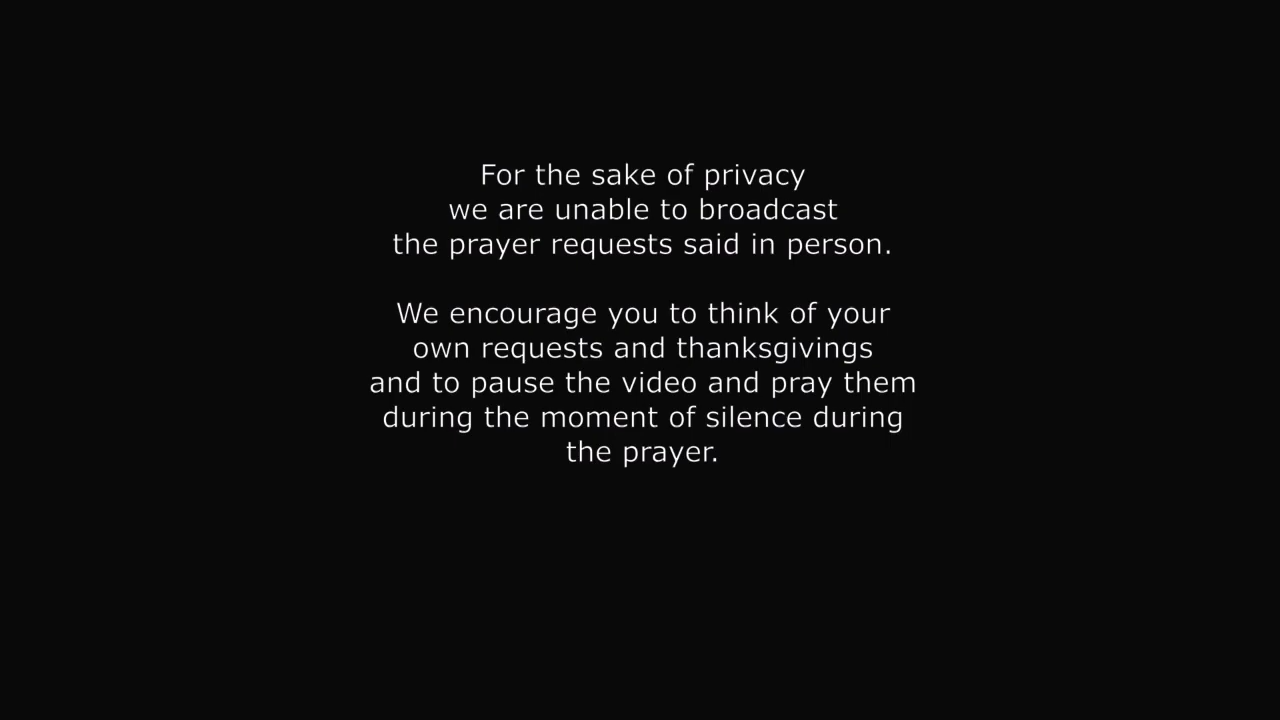 For the sake of privacy
we are unable to broadcast
the prayer requests said in person.
We encourage you to think of your
own requests and thanksgivings
and to pause the video and pray them
during the moment of silence during
the prayer.